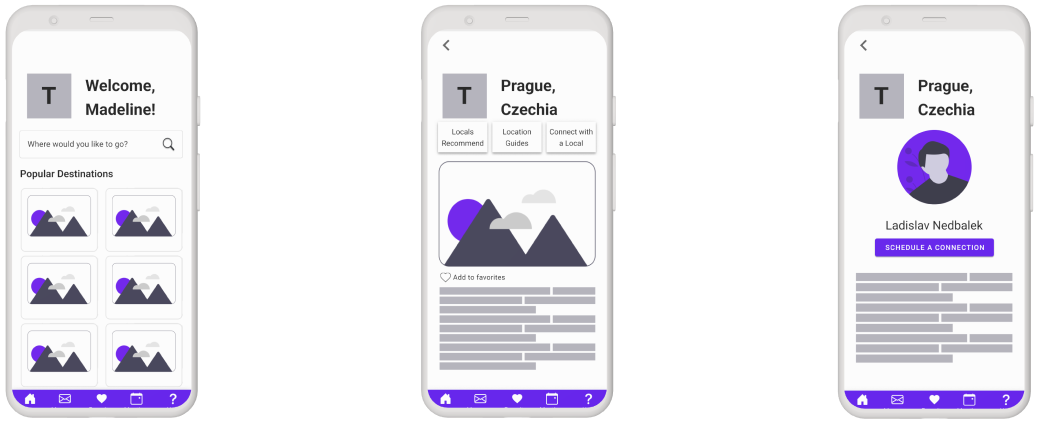 T
Welcome,
Madeline!
Where would you like to go?
Popular Destinations
?
T
Prague,
Czechia
Locals
Recommend
Location
Guides
Connect with
a Local
Add to favorites
?
T
Prague,
Czechia
Ladislav Nedbalek
SCHEDULE A CONNECTION
?